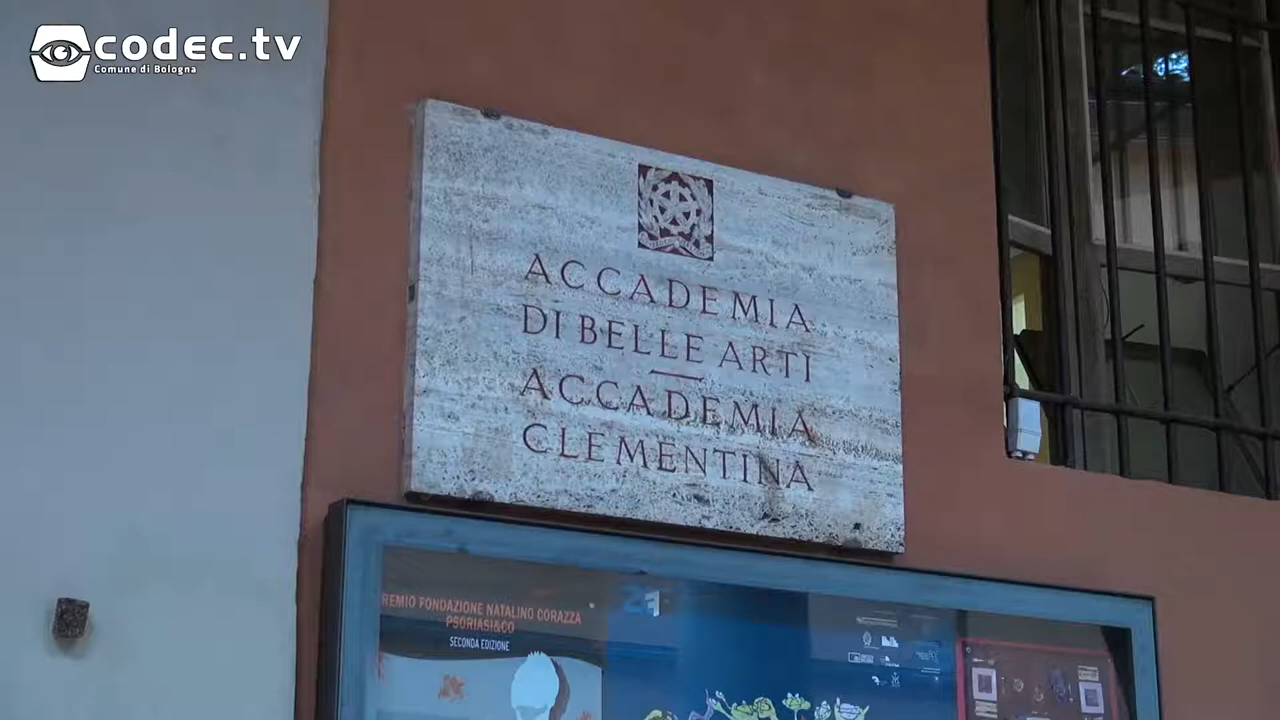 codec.tv
Comune di Bologna
ACCADEMIA
DI BELLE ARTI
ACCADEMIA
CLEMENTINA
REMIO FONDAZIONE NATALINO CORAZZA
PSORIASI&CO
SECONDA EDIZIONE